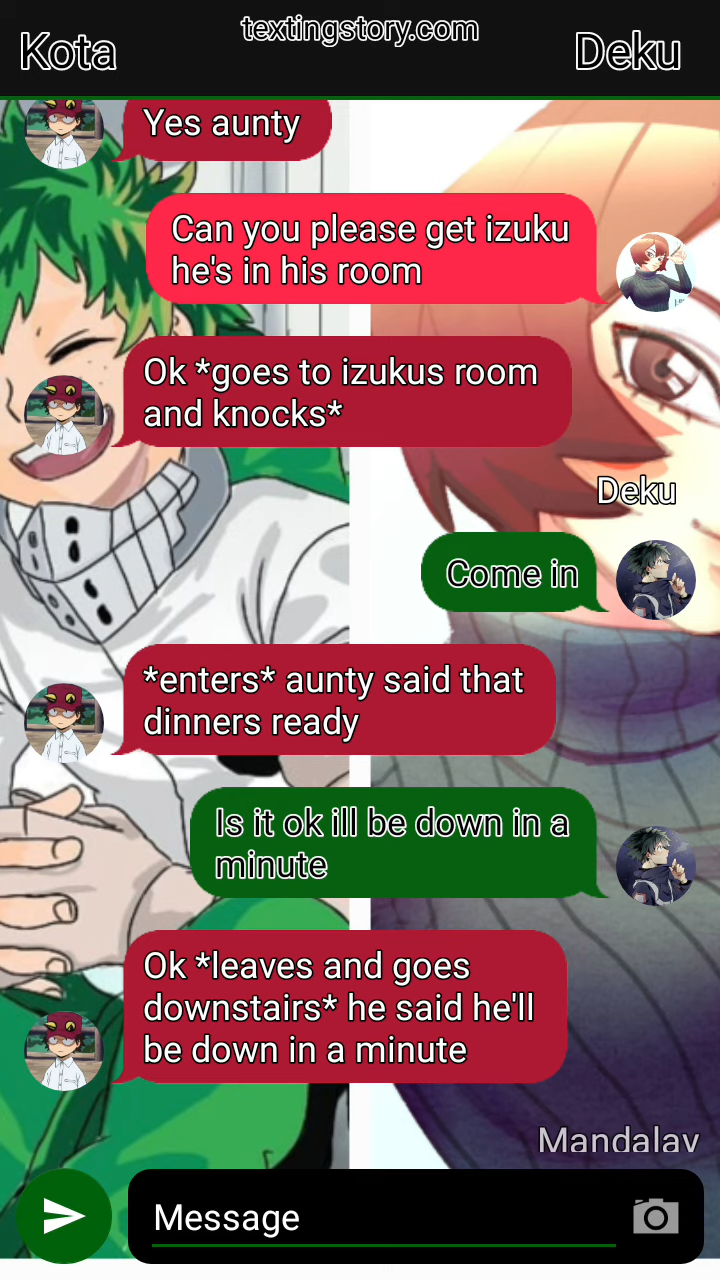 textingstory.com
Kota
Deku
Yes aunty
Can you please get izuku
he's in his room
Ok *goes to izukus room
and knocks*
Deku
Come in
*enters* aunty said that
dinners ready
Is it ok ill be down in a
minute
Ok *leaves and goes
downstairs* he said he'll
be down in a minute
Mandalay
Message